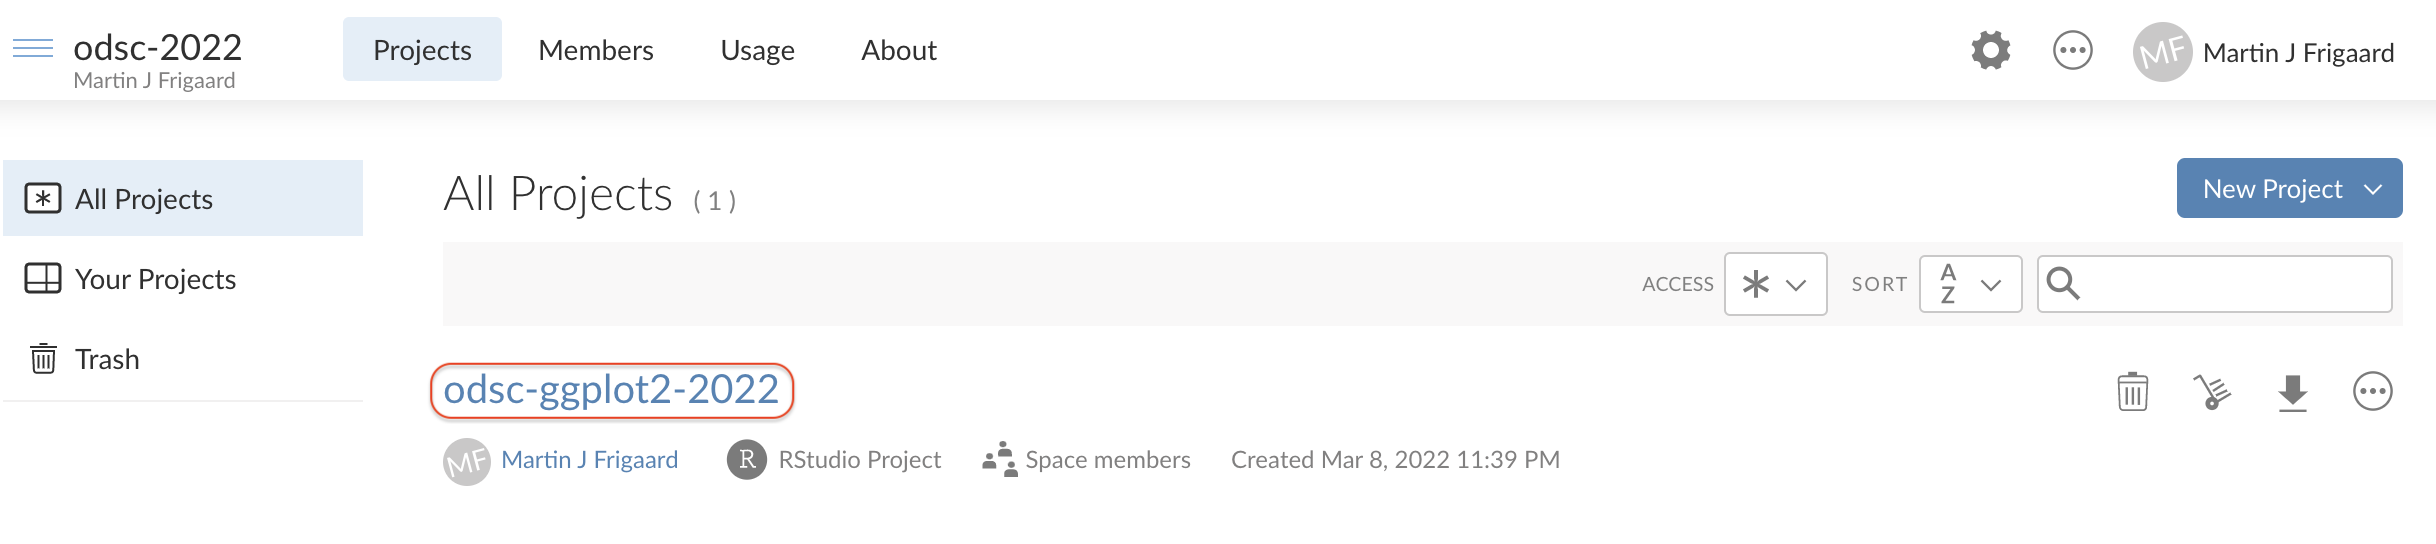 odsc-2022
Martin J Frigaard
Projects Members Usage About
MF Martin J Frigaard
All Projects
Your Projects
Trash
All Projects (1)
New Project
ACCESS * SORT A Z
odsc-ggplot2-2022
MF Martin J Frigaard R RStudio Project Space members Created Mar 8, 2022 11:39 PM